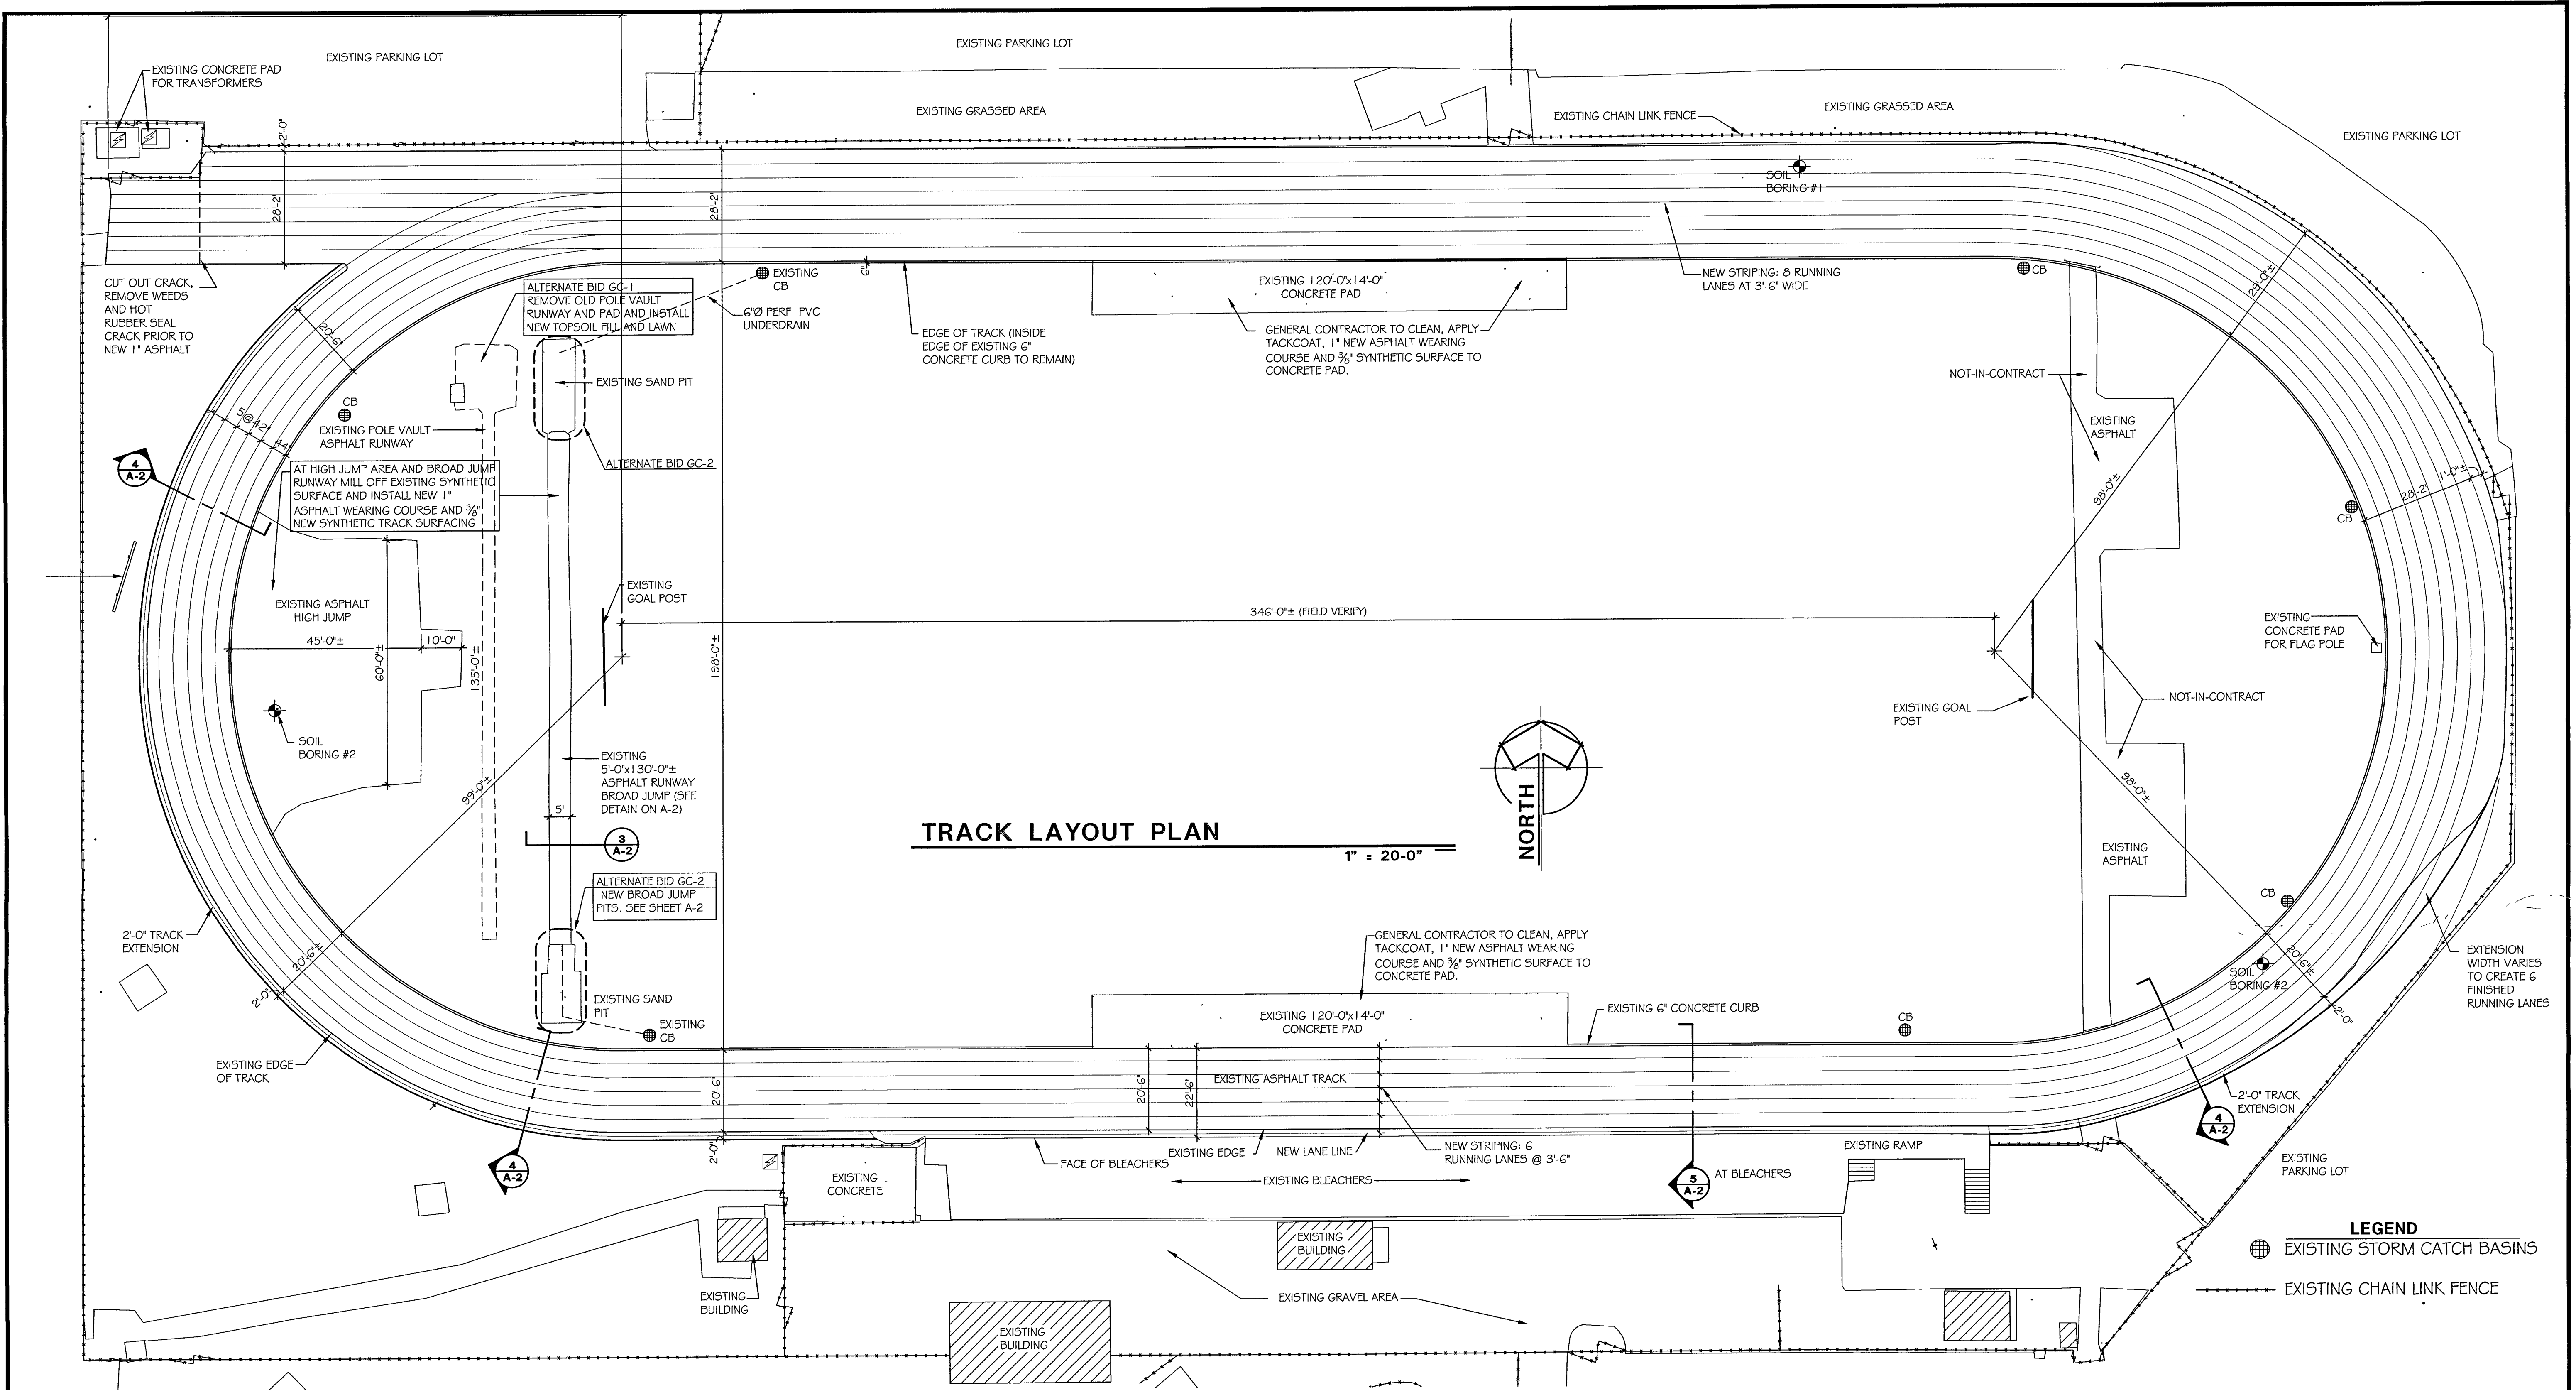 EXISTING PARKING LOT
EXISTING PARKING LOT
EXISTING CONCRETE PAD
FOR TRANSFORMERS
EXISTING GRASSED AREA
EXISTING GRASSED AREA
EXISTING CHAIN LINK FENCE
EXISTING PARKING LOT
2'-0"
28'-2"
28'-2"
SOIL
BORING #1
CUT OUT CRACK,
REMOVE WEEDS
AND HOT
RUBBER SEAL
CRACK PRIOR TO
NEW 1" ASPHALT
ALTERNATE BID GC-1
REMOVE OLD POLE VAULT
RUNWAY AND PAD AND INSTALL
NEW TOPSOIL FILL AND LAWN
EXISTING
CB
6"Ø PERF PVC
UNDERDRAIN
6"
EDGE OF TRACK (INSIDE
EDGE OF EXISTING 6"
CONCRETE CURB TO REMAIN)
EXISTING 120'-0"x14'-0"
CONCRETE PAD
GENERAL CONTRACTOR TO CLEAN, APPLY
TACKCOAT, 1" NEW ASPHALT WEARING
COURSE AND ⅜" SYNTHETIC SURFACE TO
CONCRETE PAD.
NEW STRIPING: 8 RUNNING
LANES AT 3'-6" WIDE
CB
29'-0"±
20'-6"
EXISTING SAND PIT
NOT-IN-CONTRACT
CB
5@42"
44"
EXISTING POLE VAULT
ASPHALT RUNWAY
EXISTING
ASPHALT
4
A-2
ALTERNATE BID GC-2
AT HIGH JUMP AREA AND BROAD JUMP
RUNWAY MILL OFF EXISTING SYNTHETIC
SURFACE AND INSTALL NEW 1"
ASPHALT WEARING COURSE AND ⅜"
NEW SYNTHETIC TRACK SURFACING
98'-0"±
28'-2"
1'-0"±
CB
EXISTING
GOAL POST
EXISTING ASPHALT
HIGH JUMP
346'-0"± (FIELD VERIFY)
45'-0"±
10'-0"
60'-0"±
135'-0"±
198'-0"±
EXISTING
CONCRETE PAD
FOR FLAG POLE
NOT-IN-CONTRACT
EXISTING GOAL
POST
SOIL
BORING #2
EXISTING
5'-0"x130'-0"±
ASPHALT RUNWAY
BROAD JUMP (SEE
DETAIN ON A-2)
99'-0"±
5'
98'-0"±
NORTH
TRACK LAYOUT PLAN
1" = 20-0"
3
A-2
EXISTING
ASPHALT
ALTERNATE BID GC-2
NEW BROAD JUMP
PITS. SEE SHEET A-2
CB
2'-0" TRACK
EXTENSION
GENERAL CONTRACTOR TO CLEAN, APPLY
TACKCOAT, 1" NEW ASPHALT WEARING
COURSE AND ⅜" SYNTHETIC SURFACE TO
CONCRETE PAD.
20'-6"±
2'-0"
20'-6"±
SOIL
BORING #2
2'-0"
EXTENSION
WIDTH VARIES
TO CREATE 6
FINISHED
RUNNING LANES
EXISTING SAND
PIT
EXISTING
CB
EXISTING 120'-0"x14'-0"
CONCRETE PAD
EXISTING 6" CONCRETE CURB
CB
EXISTING EDGE
OF TRACK
20'-6"
20'-6"
22'-6"
EXISTING ASPHALT TRACK
2'-0" TRACK
EXTENSION
4
A-2
2'-0"
FACE OF BLEACHERS
EXISTING EDGE
NEW LANE LINE
NEW STRIPING: 6
RUNNING LANES @ 3'-6"
EXISTING RAMP
4
A-2
EXISTING
CONCRETE
EXISTING BLEACHERS
5
A-2
AT BLEACHERS
EXISTING
PARKING LOT
EXISTING
BUILDING
LEGEND
EXISTING STORM CATCH BASINS
EXISTING CHAIN LINK FENCE
EXISTING
BUILDING
EXISTING GRAVEL AREA
EXISTING
BUILDING